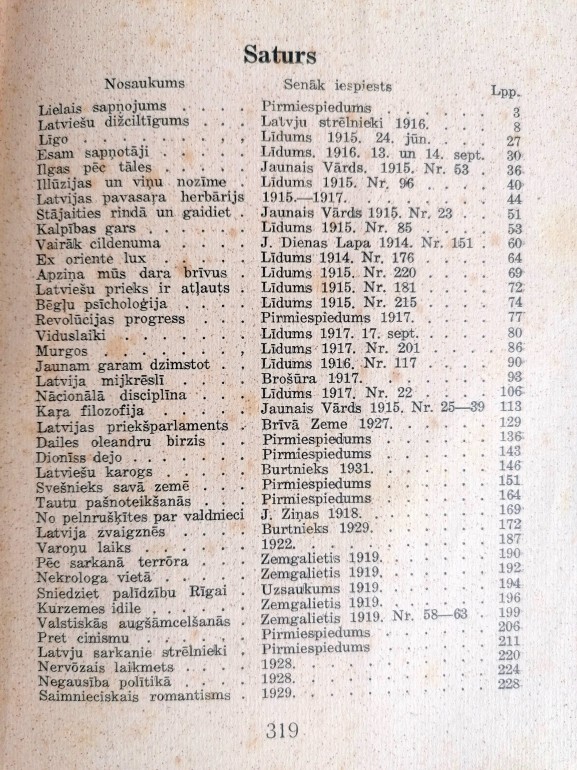 Saturs
Nosaukums Senāk iespiests Lpp.
Lielais sapņojums . . . . Pirmiespiedums . . . . . . 3
Latviešu dižciltīgums . . . Latvju strēlnieki 1916. . . . . 8
Līgo . . . . . . , , Līdums 1915. 24. jūn. . . . . 27
Esam sapņotāji . . . . . Līdums. 1916. 13. un 14. sept. . 30
Ilgas pēc tāles . . . . . Jaunais Vārds. 1915. Nr. 53 . . 36
Illūzijas un viņu nozīme . . Līdums 1915. Nr. 96 . . . . 40
Latvijas pavasaŗa herbārijs 1915.—1917. . . . . . . 44
Stājaities rindā un gaidiet . Jaunais Vārds 1915. Nr. 23 . . 51
Kalpības gars . . . . . Līdums 1915. Nr. 85 . . . . 53
Vairāk cildenuma . . . . J. Dienas Lapa 1914. Nr. 151 . 60
Ex oriente lux . . . . . Līdums 1914. Nr. 176 . . . . 64
Apziņa mūs dara brīvus . . Līdums 1915. Nr. 220 . . . . 69
Latviešu prieks ir atļauts . . Līdums 1915. Nr. 181 . . . . 72
Bēgļu psīcholoģija . . . . Līdums 1915. Nr. 215 . . . . 74
Revolūcijas progress . . . Pirmiespiedums 1917. . . . . 77
Viduslaiki . . . . . . Līdums 1917. 17. sept. . . . . 80
Murgos . . . . . . , Līdums 1917. Nr. 201 . . . . 86
Jaunam garam dzimstot . . Līdums 1916. Nr. 117 . . . . 90
Latvija mijkrēslī . . . . Brošūra 1917. . . . . . . 93
Nācionālā disciplīna . . . Līdums 1917. Nr. 22 . . . . 106
Kaŗa filozofija . . . . . Jaunais Vārds 1915. Nr. 25—39 113
Latvijas priekšparlaments . Brīvā Zeme 1927. . . . . . 129
Dailes oleandru birzis . . Pirmiespiedums . . . . . . 136
Dionīss dejo . . . . . Pirmiespiedums . . . . . . 143
Latviešu karogs . . . . Burtnieks 1931. . . . . . . 146
Svešnieks savā zemē . . . Pirmiespiedums . . . . . . 151
Tautu pašnoteikšanās . . . Pirmiespiedums . . . . . . 164
No pelnrušķītes par valdnieci J. Ziņas 1918. . . . . . . 169
Latvija zvaigznēs . . . . Burtnieks 1929. . . . . . . 172
Varoņu laiks . . . . . 1922. . . . . . . . . 187
Pēc sarkanā terrōra . . . . Zemgalietis 1919. . . . . . 190
Nekrologa vietā . . . . . Zemgalietis 1919. . . . . . 192
Sniedziet palīdzību Rīgai . Uzsaukums 1919 . . . . . . 194
Kurzemes idile . . . . . Zemgalietis 1919. . . . . . 196
Valstiskās augšāmcelšanās . Zemgalietis 1919. Nr. 58—63 . 199
Pret cinismu . . . . . Pirmiespiedums . . . . . . 206
Latvju sarkanie strēlnieki . Pirmiespiedums . . . . . . 211
Nervōzais laikmets . . . . 1928. . . . . . . . . 220
Negausība polītikā . . . . 1928. . . . . . . . . 224
Saimnieciskais romantisms . 1929. . . . . . . . . 228
319